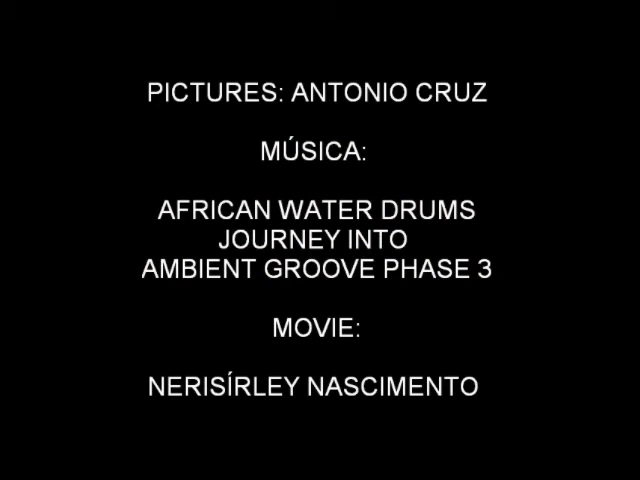 PICTURES: ANTONIO CRUZ
MÚSICA:
AFRICAN WATER DRUMS
JOURNEY INTO
AMBIENT GROOVE PHASE 3
MOVIE:
NERISÍRLEY NASCIMENTO